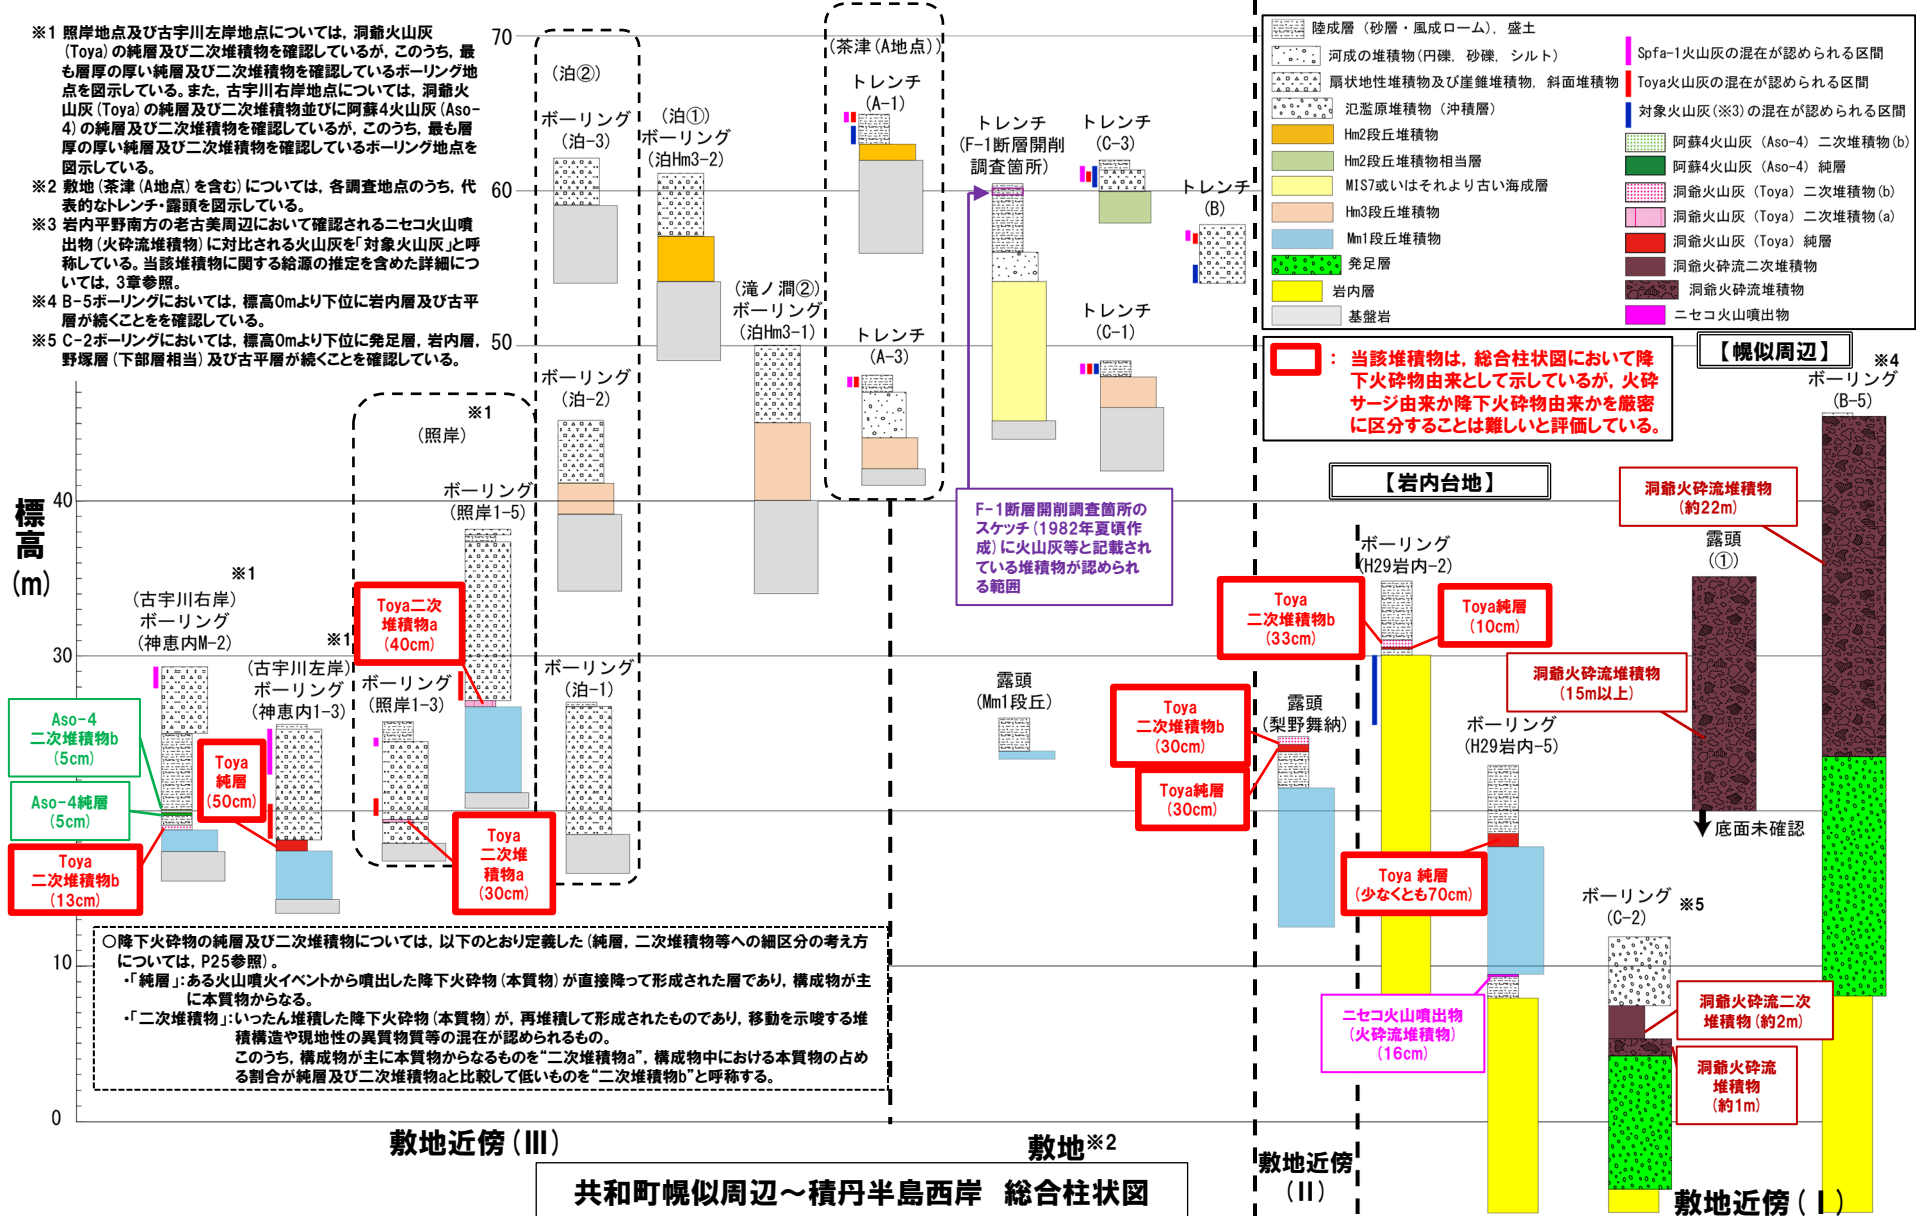 ※1 照岸地点及び古宇川左岸地点については，洞爺火山灰
(Toya)の純層及び二次堆積物を確認しているが，このうち，最
も層厚の厚い純層及び二次堆積物を確認しているボーリング地
点を図示している。また，古宇川右岸地点については，洞爺火
山灰(Toya)の純層及び二次堆積物並びに阿蘇4火山灰(Aso-
4)の純層及び二次堆積物を確認しているが，このうち，最も層
厚の厚い純層及び二次堆積物を確認しているボーリング地点を
図示している。
※2 敷地(茶津(A地点)を含む)については，各調査地点のうち，代
表的なトレンチ・露頭を図示している。
※3 岩内平野南方の老古美周辺において確認されるニセコ火山噴
出物(火砕流堆積物)に対比される火山灰を「対象火山灰」と呼
称している。当該堆積物に関する給源の推定を含めた詳細につ
いては，3章参照。
※4 B-5ボーリングにおいては，標高0mより下位に岩内層及び古平
層が続くことをを確認している。
※5 C-2ボーリングにおいては，標高0mより下位に発足層，岩内層，
野塚層(下部層相当)及び古平層が続くことを確認している。
標高(m)
70
60
50
40
30
10
0
(泊②)
ボーリング
(泊-3)
(泊①)
ボーリング
(泊Hm3-2)
(滝ノ澗②)
ボーリング
(泊Hm3-1)
ボーリング
(泊-2)
ボーリング
(泊-1)
(茶津(A地点))
トレンチ
(A-1)
トレンチ
(A-3)
トレンチ
(F-1断層開削
調査箇所)
トレンチ
(C-3)
トレンチ
(B)
トレンチ
(C-1)
陸成層(砂層・風成ローム)，盛土
河成の堆積物(円礫，砂礫，シルト)
扇状地性堆積物及び崖錐堆積物，斜面堆積物
氾濫原堆積物(沖積層)
Hm2段丘堆積物
Hm2段丘堆積物相当層
MIS7或いはそれより古い海成層
Hm3段丘堆積物
Mm1段丘堆積物
発足層
岩内層
基盤岩
Spfa-1火山灰の混在が認められる区間
Toya火山灰の混在が認められる区間
対象火山灰(※3)の混在が認められる区間
阿蘇4火山灰(Aso-4)二次堆積物(b)
阿蘇4火山灰(Aso-4)純層
洞爺火山灰(Toya)二次堆積物(b)
洞爺火山灰(Toya)二次堆積物(a)
洞爺火山灰(Toya)純層
洞爺火砕流二次堆積物
洞爺火砕流堆積物
ニセコ火山噴出物
：当該堆積物は，総合柱状図において降
下火砕物由来として示しているが，火砕
サージ由来か降下火砕物由来かを厳密
に区分することは難しいと評価している。
【幌似周辺】
※4
ボーリング
(B-5)
【岩内台地】
洞爺火砕流堆積物
(約22m)
露頭
(①)
洞爺火砕流堆積物
(15m以上)
底面未確認
ボーリング
(H29岩内-2)
Toya
二次堆積物b
(33cm)
Toya純層
(10cm)
F-1断層開削調査箇所の
スケッチ(1982年夏頃作
成)に火山灰等と記載され
ている堆積物が認められ
る範囲
※1
(照岸)
ボーリング
(照岸1-5)
Toya二次
堆積物a
(40cm)
ボーリング
(照岸1-3)
Toya
二次堆
積物a
(30cm)
※1
(古宇川右岸)
ボーリング
(神恵内M-2)
※1
(古宇川左岸)
ボーリング
(神恵内1-3)
Aso-4
二次堆積物b
(5cm)
Aso-4純層
(5cm)
Toya
二次堆積物b
(13cm)
Toya
純層
(50cm)
露頭
(Mm1段丘)
露頭
(梨野舞納)
Toya
二次堆積物b
(30cm)
Toya純層
(30cm)
ボーリング
(H29岩内-5)
Toya 純層
(少なくとも70cm)
ニセコ火山噴出物
(火砕流堆積物)
(16cm)
ボーリング
(C-2)
※5
洞爺火砕流二次
堆積物(約2m)
洞爺火砕流
堆積物
(約1m)
○降下火砕物の純層及び二次堆積物については，以下のとおり定義した(純層，二次堆積物等への細区分の考え方
については，P25参照)。
・「純層」:ある火山噴火イベントから噴出した降下火砕物(本質物)が直接降って形成された層であり，構成物が主
に本質物からなる。
・「二次堆積物」:いったん堆積した降下火砕物(本質物)が，再堆積して形成されたものであり，移動を示唆する堆
積構造や現地性の異質物質等の混在が認められるもの。
このうち，構成物が主に本質物からなるものを“二次堆積物a”，構成物中における本質物の占め
る割合が純層及び二次堆積物aと比較して低いものを“二次堆積物b”と呼称する。
敷地近傍(Ⅲ)
敷地※2
敷地近傍
(Ⅱ)
敷地近傍(Ⅰ)
共和町幌似周辺～積丹半島西岸 総合柱状図